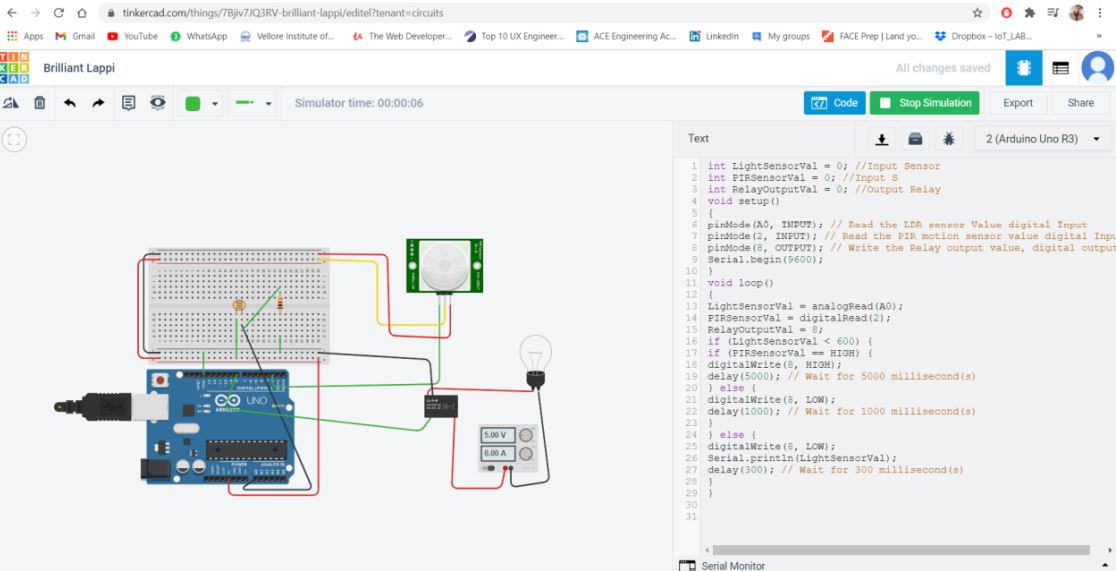 tinkercad.com/things/7Bjiv7JQ3RV-brilliant-lappi/editel?tenant=circuits
Apps Gmail YouTube WhatsApp Vellore Institute of... The Web Developer... Top 10 UX Engineer... ACE Engineering Ac... LinkedIn My groups FACE Prep | Land yo... Dropbox – IoT_LAB... »
TIN
KER
CAD
Brilliant Lappi
All changes saved
Simulator time: 00:00:06
Code Stop Simulation Export Share
Text
2 (Arduino Uno R3)
1 int LightSensorVal = 0; //Input Sensor
2 int PIRSensorVal = 0; //Input S
3 int RelayOutputVal = 0; //Output Relay
4 void setup()
5 {
6 pinMode(A0, INPUT); // Read the LDR sensor Value digital Input
7 pinMode(2, INPUT); // Read the PIR motion sensor value digital Inpu
8 pinMode(8, OUTPUT); // Write the Relay output value, digital output
9 Serial.begin(9600);
10 }
11 void loop()
12 {
13 LightSensorVal = analogRead(A0);
14 PIRSensorVal = digitalRead(2);
15 RelayOutputVal = 8;
16 if (LightSensorVal < 600) {
17 if (PIRSensorVal == HIGH) {
18 digitalWrite(8, HIGH);
19 delay(5000); // Wait for 5000 millisecond(s)
20 } else {
21 digitalWrite(8, LOW);
22 delay(1000); // Wait for 1000 millisecond(s)
23 }
24 } else {
25 digitalWrite(8, LOW);
26 Serial.println(LightSensorVal);
27 delay(300); // Wait for 300 millisecond(s)
28 }
29 }
30
31
DIGITAL (PWM
UNO
ARDUINO
POWER ANALOG IN
5.00 V
0.00 A
Serial Monitor